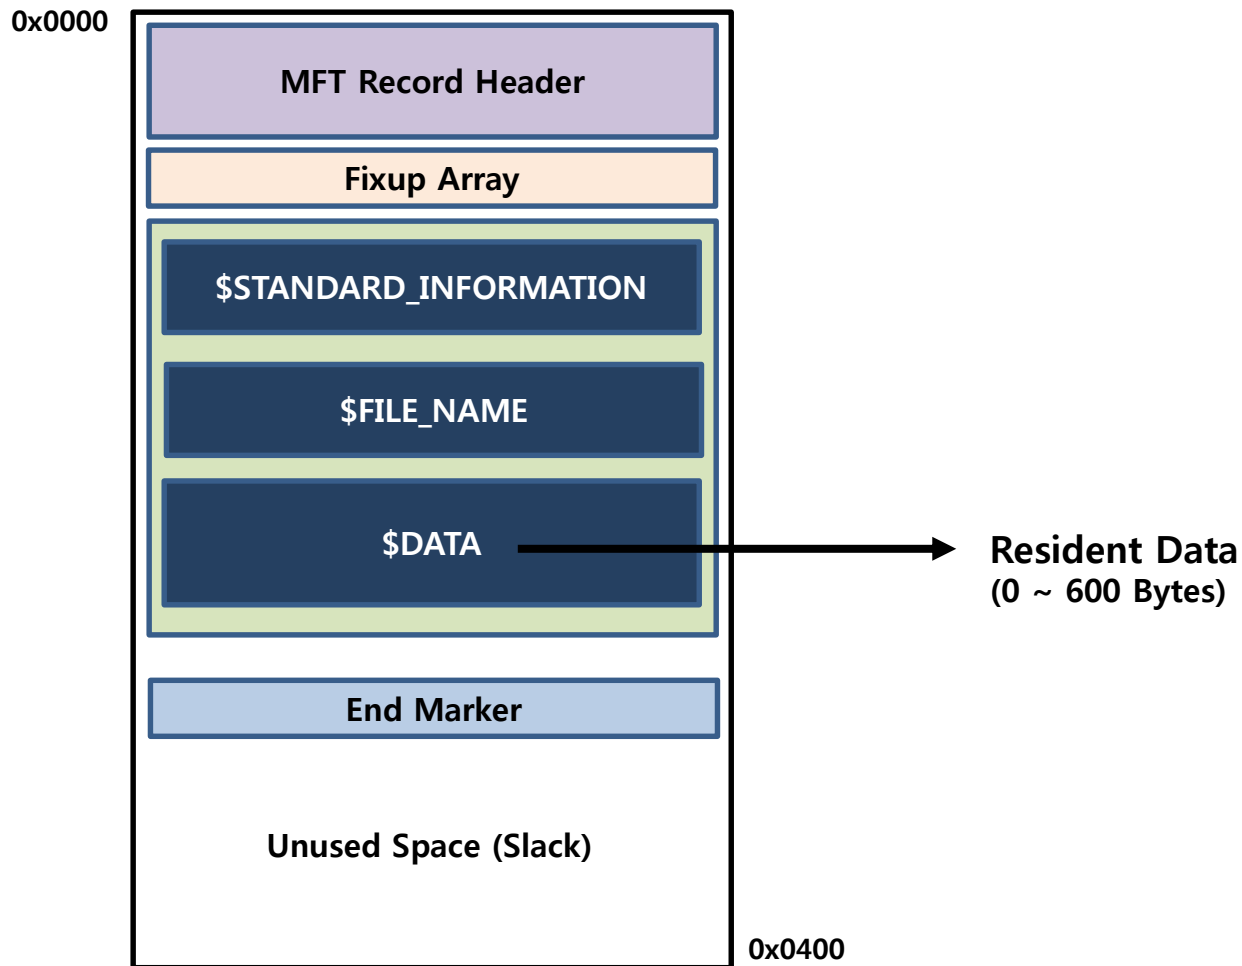 0x0000
MFT Record Header
Fixup Array
$STANDARD_INFORMATION
$FILE_NAME
$DATA
Resident Data
(0 ~ 600 Bytes)
End Marker
Unused Space (Slack)
0x0400